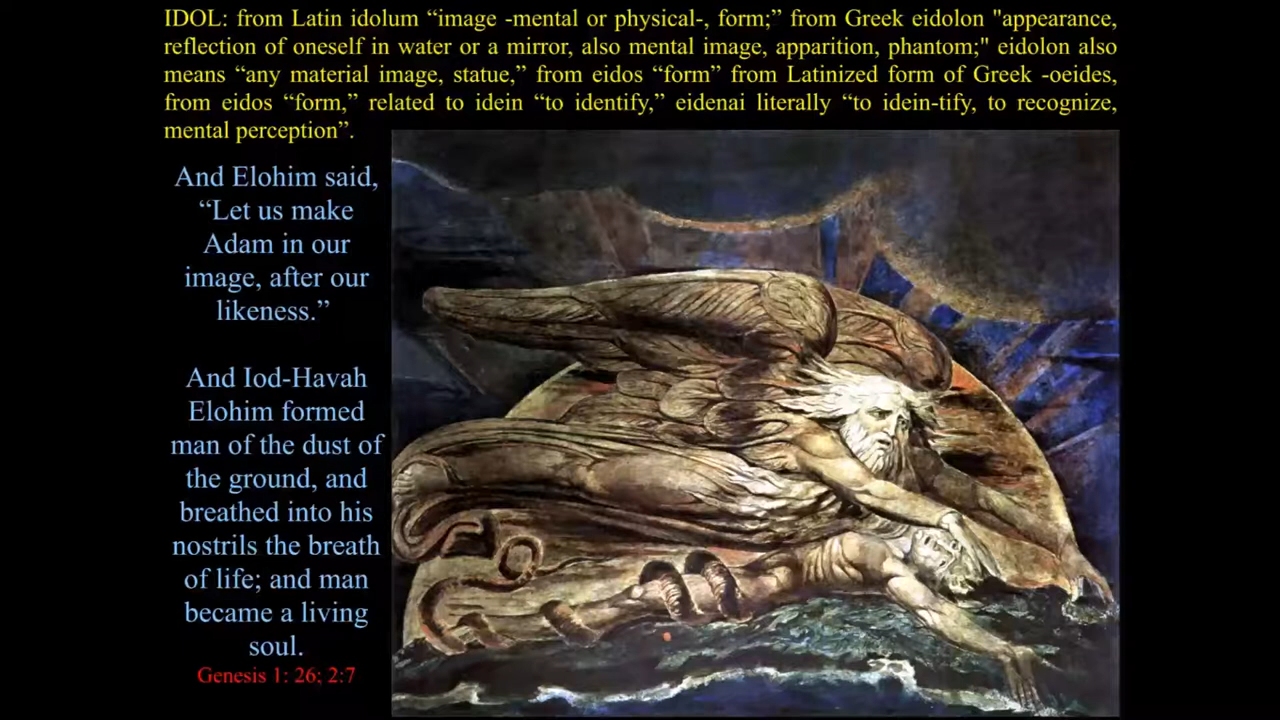 IDOL: from Latin idolum “image -mental or physical-, form;” from Greek eidolon "appearance,
reflection of oneself in water or a mirror, also mental image, apparition, phantom;" eidolon also
means “any material image, statue,” from eidos “form” from Latinized form of Greek -oeides,
from eidos “form,” related to idein “to identify,” eidenai literally “to idein-tify, to recognize,
mental perception”.
And Elohim said,
“Let us make
Adam in our
image, after our
likeness.”
And Iod-Havah
Elohim formed
man of the dust of
the ground, and
breathed into his
nostrils the breath
of life; and man
became a living
soul.
Genesis 1: 26; 2:7